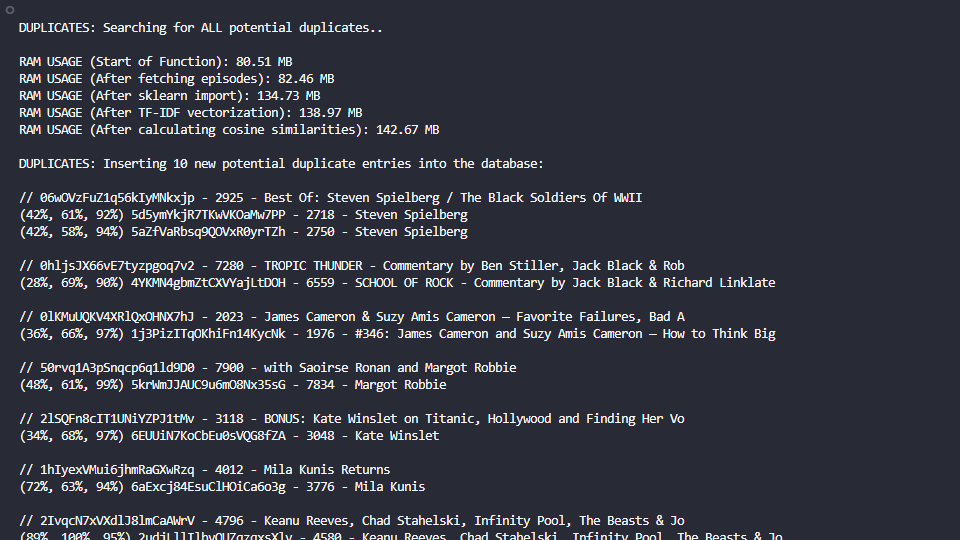 DUPLICATES: Searching for ALL potential duplicates..
RAM USAGE (Start of Function): 80.51 MB
RAM USAGE (After fetching episodes): 82.46 MB
RAM USAGE (After sklearn import): 134.73 MB
RAM USAGE (After TF-IDF vectorization): 138.97 MB
RAM USAGE (After calculating cosine similarities): 142.67 MB
DUPLICATES: Inserting 10 new potential duplicate entries into the database:
// 06wOVzFuZ1q56kIyMNkxjp - 2925 - Best Of: Steven Spielberg / The Black Soldiers Of WWII
(42%, 61%, 92%) 5d5ymYkjR7TKwVKOaMw7PP - 2718 - Steven Spielberg
(42%, 58%, 94%) 5aZfVaRbsq9QOVxR0yrTZh - 2750 - Steven Spielberg
// 0hljsJX66vE7tyzpgoq7v2 - 7280 - TROPIC THUNDER - Commentary by Ben Stiller, Jack Black & Rob
(28%, 69%, 90%) 4YKMN4gbmZtCXVYajLtDOH - 6559 - SCHOOL OF ROCK - Commentary by Jack Black & Richard Linklate
// 0lKMuUQKV4XRlQxOHNX7hJ - 2023 - James Cameron & Suzy Amis Cameron — Favorite Failures, Bad A
(36%, 66%, 97%) 1j3PizITqOKhiFn14KycNk - 1976 - #346: James Cameron and Suzy Amis Cameron — How to Think Big
// 50rvq1A3pSnqcp6q1ld9D0 - 7900 - with Saoirse Ronan and Margot Robbie
(48%, 61%, 99%) 5krWmJJAUC9u6mO8Nx35sG - 7834 - Margot Robbie
// 2lSQFn8cIT1UNiYZPJ1tMv - 3118 - BONUS: Kate Winslet on Titanic, Hollywood and Finding Her Vo
(34%, 68%, 97%) 6EUUiN7KoCbEu0sVQG8fZA - 3048 - Kate Winslet
// 1hIyexVMui6jhmRaGXwRzq - 4012 - Mila Kunis Returns
(72%, 63%, 94%) 6aExcj84EsuClHOiCa6o3g - 3776 - Mila Kunis
// 2IvqcN7xVXdlJ8lmCaAWrV - 4796 - Keanu Reeves, Chad Stahelski, Infinity Pool, The Beasts & Jo
(89%, 100%, 95%) - 4580 - Keanu Reeves, Chad Stahelski, Infinity Pool, The Beasts & Jo